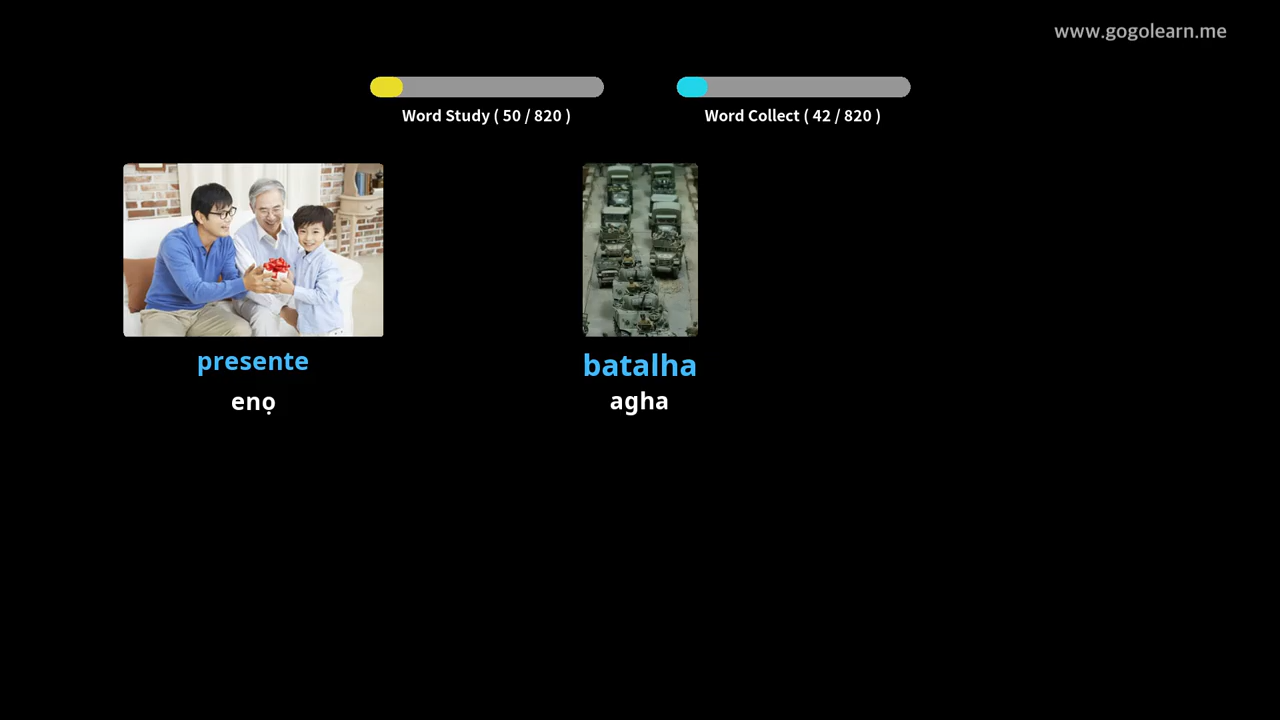 www.gogolearn.me
Word Study ( 50 / 820 )
Word Collect ( 42 / 820 )
presente
enọ
batalha
agha